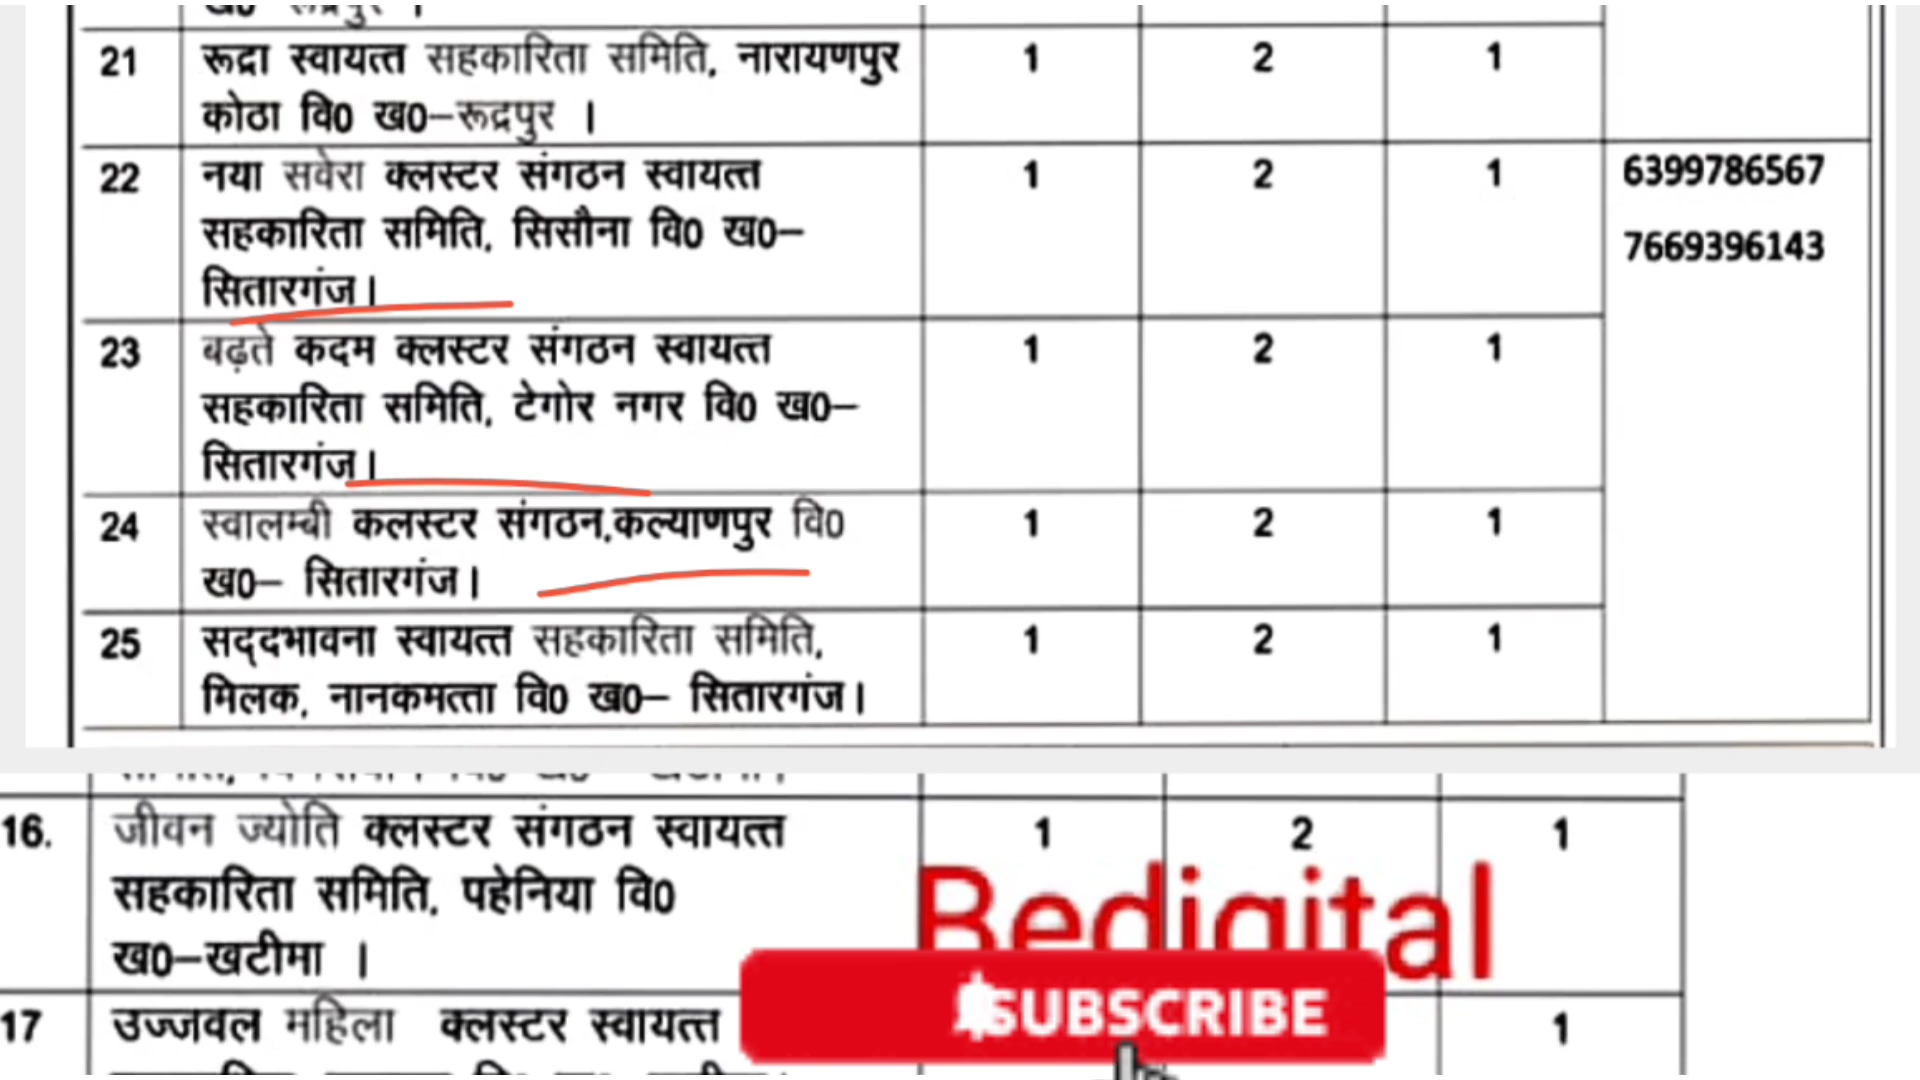 21 रूद्रा स्वायत्त सहकारिता समिति, नारायणपुर 1 2 1
कोठा वि0 ख0–रूद्रपुर ।
22 नया सवेरा क्लस्टर संगठन स्वायत्त 1 2 1 6399786567
सहकारिता समिति, सिसौना वि0 ख0– 7669396143
सितारगंज।
23 बढ़ते कदम क्लस्टर संगठन स्वायत्त 1 2 1
सहकारिता समिति, टेगोर नगर वि0 ख0–
सितारगंज।
24 स्वालम्बी कलस्टर संगठन,कल्याणपुर वि0 1 2 1
ख0– सितारगंज।
25 सद्दभावना स्वायत्त सहकारिता समिति, 1 2 1
मिलक, नानकमत्ता वि0 ख0– सितारगंज।
16. जीवन ज्योति क्लस्टर संगठन स्वायत्त 1 2 1
सहकारिता समिति, पहेनिया वि0
ख0–खटीमा ।
Bedigital
SUBSCRIBE
17 उज्जवल महिला क्लस्टर स्वायत्त 1